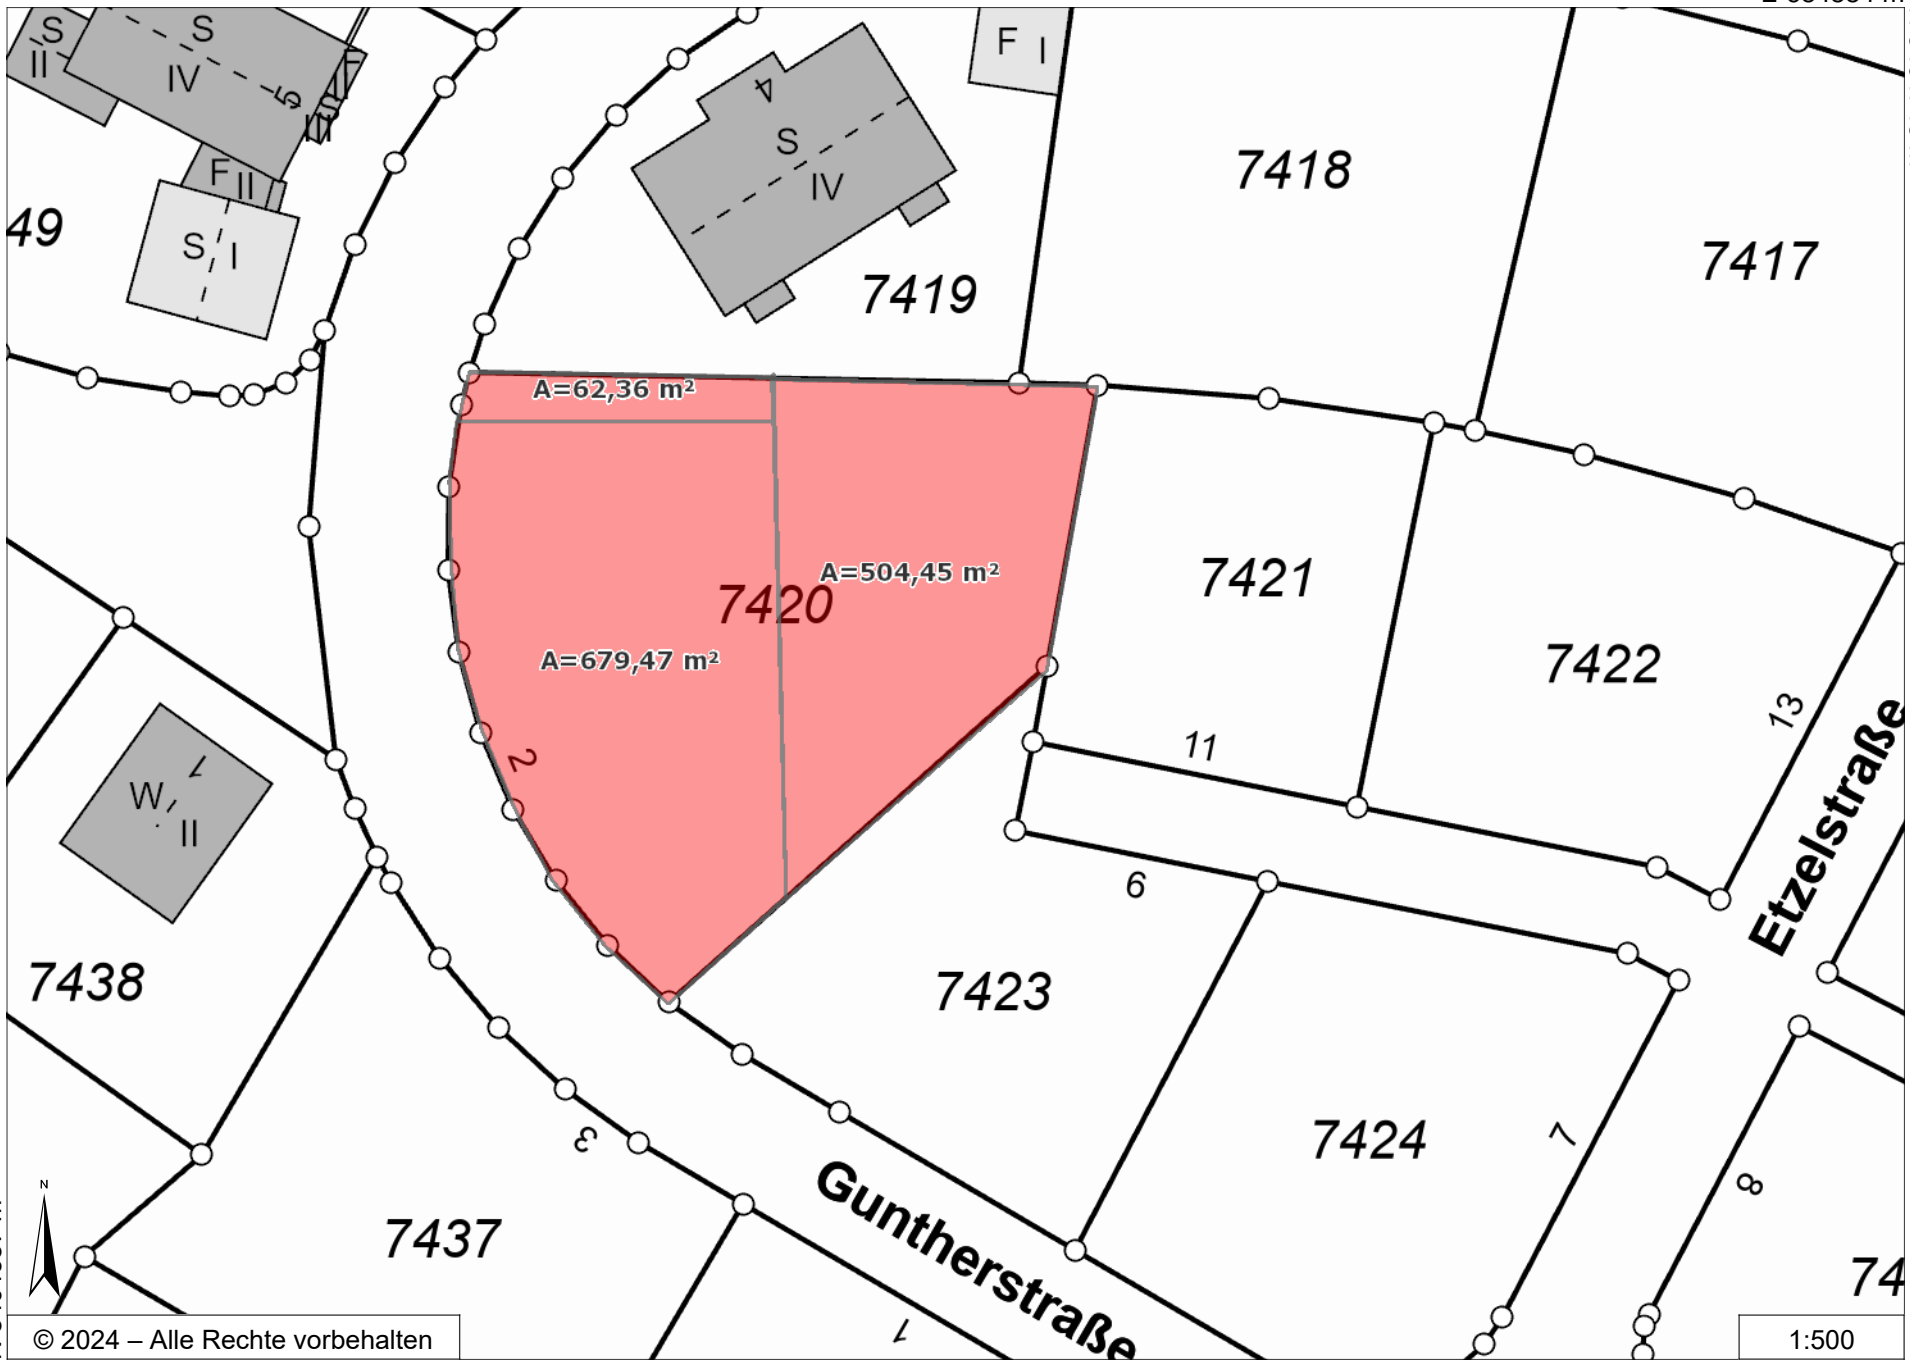 S
II
S
IV
5
F
II
S
III
F
II
S
I
49
4
S
IV
F
I
7418
7417
7419
A=62,36 m²
A=504,45 m²
7420
A=679,47 m²
2
7421
7422
11
13
Etzelstraße
1
W
II
6
7438
7423
7424
7
8
3
Guntherstraße
N
7437
74
1
© 2024 – Alle Rechte vorbehalten
1:500